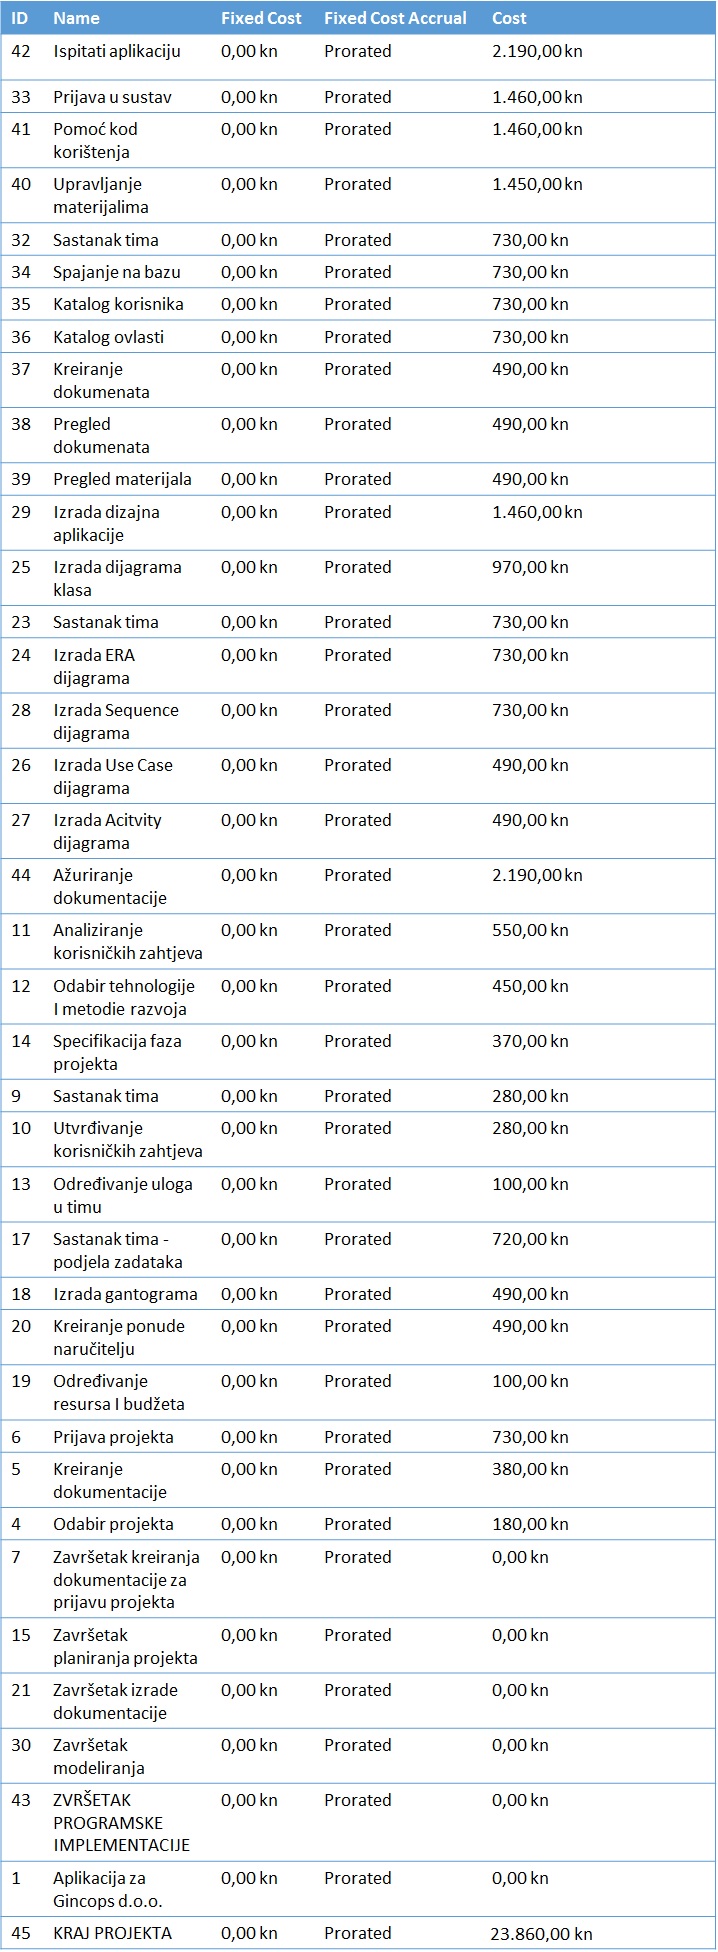 ID Name Fixed Cost Fixed Cost Accrual Cost
42 Ispitati aplikaciju 0,00 kn Prorated 2.190,00 kn
33 Prijava u sustav 0,00 kn Prorated 1.460,00 kn
41 Pomoć kod 0,00 kn Prorated 1.460,00 kn
korištenja
40 Upravljanje 0,00 kn Prorated 1.450,00 kn
materijalima
32 Sastanak tima 0,00 kn Prorated 730,00 kn
34 Spajanje na bazu 0,00 kn Prorated 730,00 kn
35 Katalog korisnika 0,00 kn Prorated 730,00 kn
36 Katalog ovlasti 0,00 kn Prorated 730,00 kn
37 Kreiranje 0,00 kn Prorated 490,00 kn
dokumenata
38 Pregled 0,00 kn Prorated 490,00 kn
dokumenata
39 Pregled materijala 0,00 kn Prorated 490,00 kn
29 Izrada dizajna 0,00 kn Prorated 1.460,00 kn
aplikacije
25 Izrada dijagrama 0,00 kn Prorated 970,00 kn
klasa
23 Sastanak tima 0,00 kn Prorated 730,00 kn
24 Izrada ERA 0,00 kn Prorated 730,00 kn
dijagrama
28 Izrada Sequence 0,00 kn Prorated 730,00 kn
dijagrama
26 Izrada Use Case 0,00 kn Prorated 490,00 kn
dijagrama
27 Izrada Acitvity 0,00 kn Prorated 490,00 kn
dijagrama
44 Ažuriranje 0,00 kn Prorated 2.190,00 kn
dokumentacije
11 Analiziranje 0,00 kn Prorated 550,00 kn
korisničkih zahtjeva
12 Odabir tehnologije 0,00 kn Prorated 450,00 kn
I metodie razvoja
14 Specifikacija faza 0,00 kn Prorated 370,00 kn
projekta
9 Sastanak tima 0,00 kn Prorated 280,00 kn
10 Utvrđivanje 0,00 kn Prorated 280,00 kn
korisničkih zahtjeva
13 Određivanje uloga 0,00 kn Prorated 100,00 kn
u timu
17 Sastanak tima - 0,00 kn Prorated 720,00 kn
podjela zadataka
18 Izrada gantograma 0,00 kn Prorated 490,00 kn
20 Kreiranje ponude 0,00 kn Prorated 490,00 kn
naručitelju
19 Određivanje 0,00 kn Prorated 100,00 kn
resursa I budžeta
6 Prijava projekta 0,00 kn Prorated 730,00 kn
5 Kreiranje 0,00 kn Prorated 380,00 kn
dokumentacije
4 Odabir projekta 0,00 kn Prorated 180,00 kn
7 Završetak kreiranja 0,00 kn Prorated 0,00 kn
dokumentacije za
prijavu projekta
15 Završetak 0,00 kn Prorated 0,00 kn
planiranja projekta
21 Završetak izrade 0,00 kn Prorated 0,00 kn
dokumentacije
30 Završetak 0,00 kn Prorated 0,00 kn
modeliranja
43 ZVRŠETAK 0,00 kn Prorated 0,00 kn
PROGRAMSKE
IMPLEMENTACIJE
1 Aplikacija za 0,00 kn Prorated 0,00 kn
Gincops d.o.o.
45 KRAJ PROJEKTA 0,00 kn Prorated 23.860,00 kn